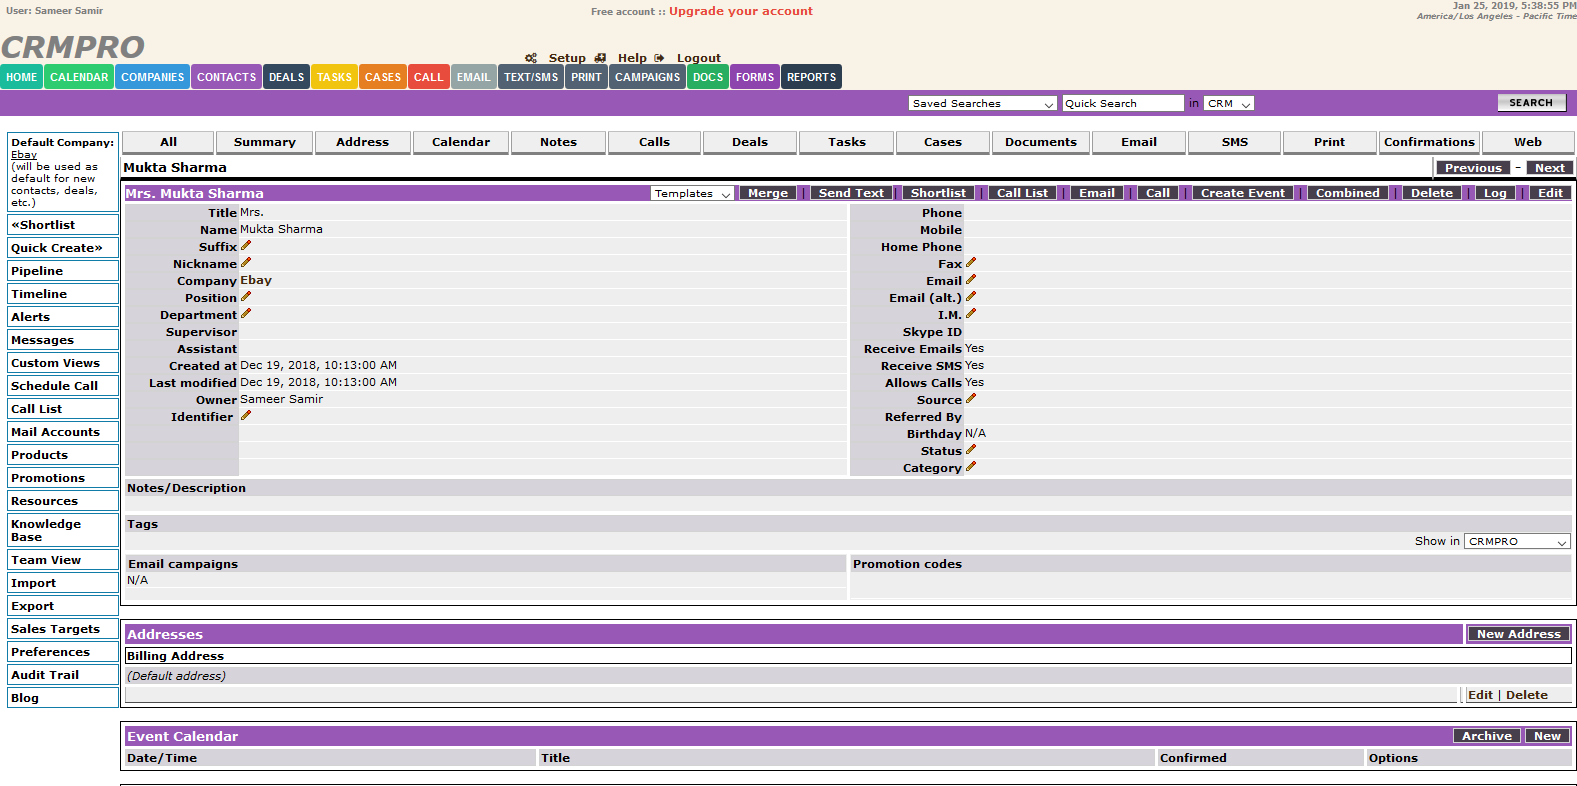 User: Sameer Samir
Free account :: Upgrade your account
Jan 25, 2019, 5:38:55 PM
America/Los Angeles - Pacific Time
CRMPRO
Setup Help Logout
HOME CALENDAR COMPANIES CONTACTS DEALS TASKS CASES CALL EMAIL TEXT/SMS PRINT CAMPAIGNS DOCS FORMS REPORTS
Saved Searches Quick Search in CRM SEARCH
Default Company:
Ebay
(will be used as
default for new
contacts, deals,
etc.)
«Shortlist
Quick Create»
Pipeline
Timeline
Alerts
Messages
Custom Views
Schedule Call
Call List
Mail Accounts
Products
Promotions
Resources
Knowledge
Base
Team View
Import
Export
Sales Targets
Preferences
Audit Trail
Blog
All Summary Address Calendar Notes Calls Deals Tasks Cases Documents Email SMS Print Confirmations Web
Mukta Sharma
Previous - Next
Mrs. Mukta Sharma
Templates Merge | Send Text | Shortlist | Call List | Email | Call | Create Event | Combined | Delete | Log | Edit
Title Mrs.
Name Mukta Sharma
Suffix
Nickname
Company Ebay
Position
Department
Supervisor
Assistant
Created at Dec 19, 2018, 10:13:00 AM
Last modified Dec 19, 2018, 10:13:00 AM
Owner Sameer Samir
Identifier
Phone
Mobile
Home Phone
Fax
Email
Email (alt.)
I.M.
Skype ID
Receive Emails Yes
Receive SMS Yes
Allows Calls Yes
Source
Referred By
Birthday N/A
Status
Category
Notes/Description
Tags
Show in CRMPRO
Email campaigns
N/A
Promotion codes
Addresses
New Address
Billing Address
(Default address)
Edit | Delete
Event Calendar
Archive New
Date/Time Title Confirmed Options